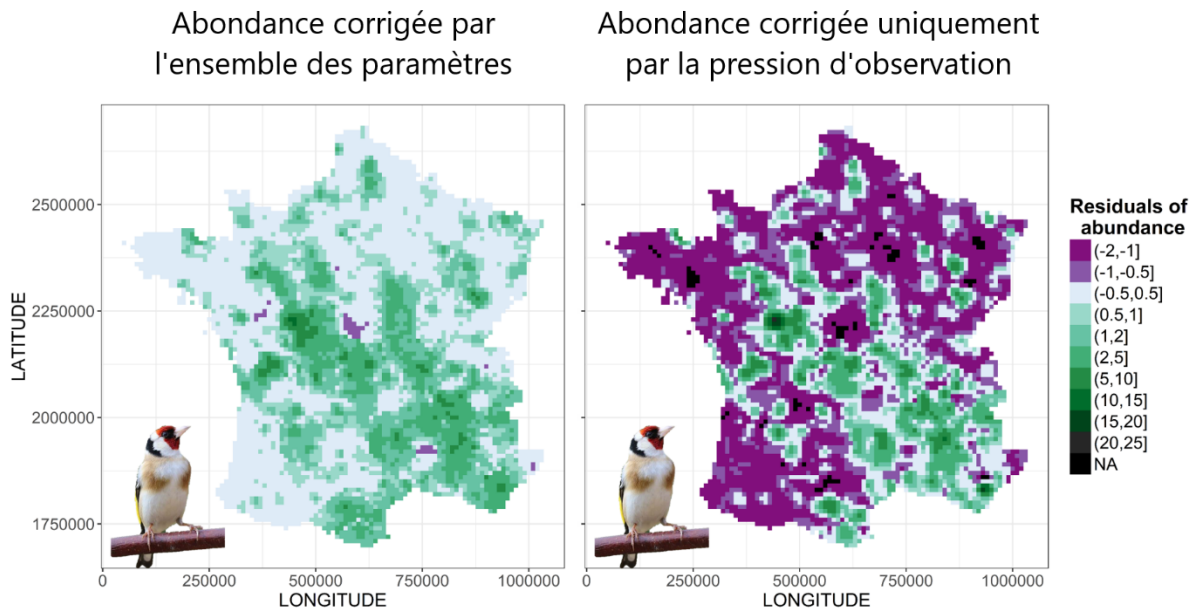 Abondance corrigée par
l'ensemble des paramètres
Abondance corrigée uniquement
par la pression d'observation
LATITUDE
2500000
2250000
2000000
1750000
0 250000 500000 750000 1000000
LONGITUDE
0 250000 500000 750000 1000000
LONGITUDE
Residuals of
abundance
(-2,-1]
(-1,-0.5]
(-0.5,0.5]
(0.5,1]
(1,2]
(2,5]
(5,10]
(10,15]
(15,20]
(20,25]
NA